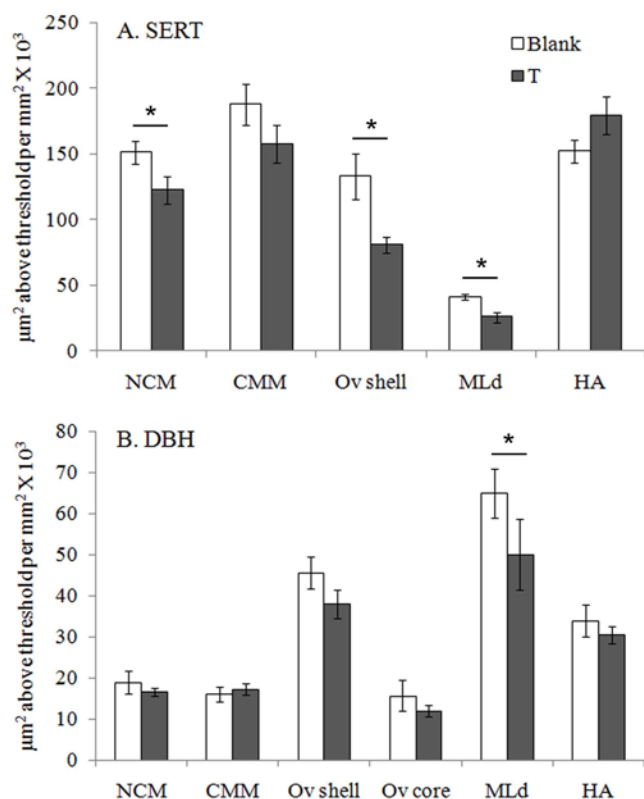 A. SERT
Blank
T
µm² above threshold per mm² X 10³
250
200
150
100
50
0
*
*
*
NCM CMM Ov shell MLd HA
B. DBH
µm² above threshold per mm² X 10³
80
70
60
50
40
30
20
10
0
*
NCM CMM Ov shell Ov core MLd HA